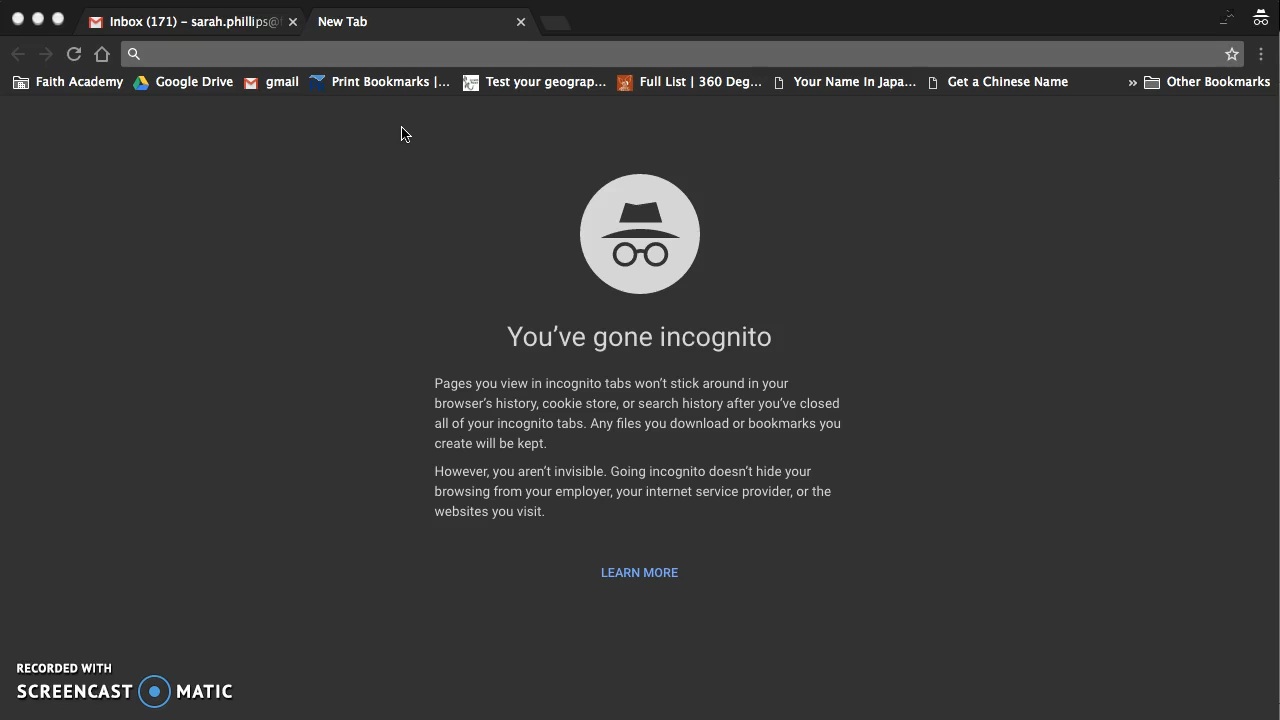 Inbox (171) – sarah.phillips@
New Tab
Faith Academy
Google Drive
gmail
Print Bookmarks |...
Test your geograp...
Full List | 360 Deg...
Your Name In Japa...
Get a Chinese Name
»
Other Bookmarks
You’ve gone incognito
Pages you view in incognito tabs won’t stick around in your
browser’s history, cookie store, or search history after you’ve closed
all of your incognito tabs. Any files you download or bookmarks you
create will be kept.
However, you aren’t invisible. Going incognito doesn’t hide your
browsing from your employer, your internet service provider, or the
websites you visit.
LEARN MORE
RECORDED WITH
SCREENCAST MATIC